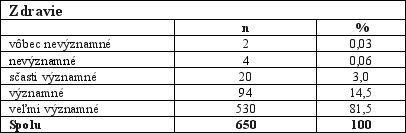 Zdravie
n %
vôbec nevýznamné 2 0,03
nevýznamné 4 0,06
sčasti významné 20 3,0
významné 94 14,5
veľmi významné 530 81,5
Spolu 650 100